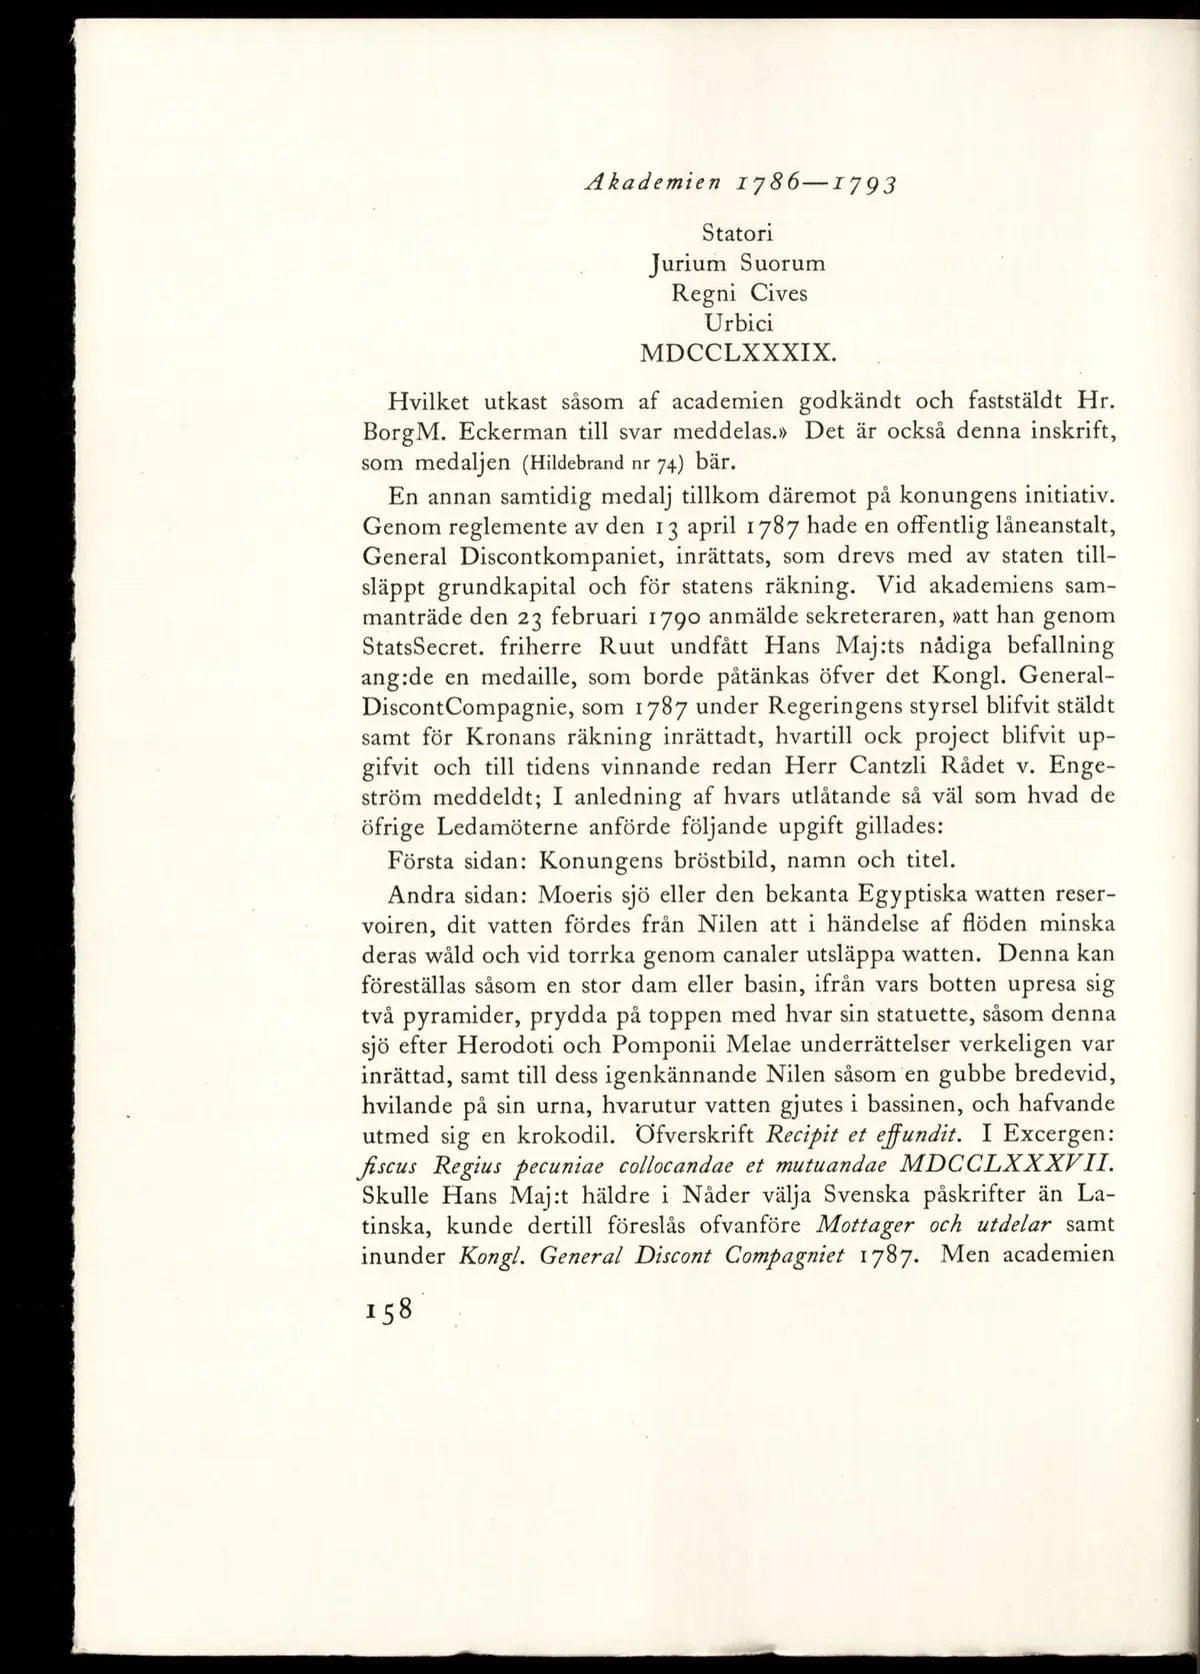 Akademien 1786—1793
Statori
Jurium Suorum
Regni Cives
Urbici
MDCCLXXXIX.
Hvilket utkast såsom af academien godkändt och faststäldt Hr.
BorgM. Eckerman till svar meddelas.» Det är också denna inskrift,
som medaljen (Hildebrand nr 74) bär.
En annan samtidig medalj tillkom däremot på konungens initiativ.
Genom reglemente av den 13 april 1787 hade en offentlig låneanstalt,
General Discontkompaniet, inrättats, som drevs med av staten till-
släppt grundkapital och för statens räkning. Vid akademiens sam-
manträde den 23 februari 1790 anmälde sekreteraren, »att han genom
StatsSecret. friherre Ruut undfått Hans Maj:ts nådiga befallning
ang:de en medaille, som borde påtänkas öfver det Kongl. General-
DiscontCompagnie, som 1787 under Regeringens styrsel blifvit stäldt
samt för Kronans räkning inrättadt, hvartill ock project blifvit up-
gifvit och till tidens vinnande redan Herr Cantzli Rådet v. Enge-
ström meddeldt; I anledning af hvars utlåtande så väl som hvad de
öfrige Ledamöterne anförde följande upgift gillades:
Första sidan: Konungens bröstbild, namn och titel.
Andra sidan: Moeris sjö eller den bekanta Egyptiska watten reser-
voiren, dit vatten fördes från Nilen att i händelse af flöden minska
deras wåld och vid torrka genom canaler utsläppa watten. Denna kan
föreställas såsom en stor dam eller basin, ifrån vars botten upresa sig
två pyramider, prydda på toppen med hvar sin statuette, såsom denna
sjö efter Herodoti och Pomponii Melae underrättelser verkeligen var
inrättad, samt till dess igenkännande Nilen såsom en gubbe bredevid,
hvilande på sin urna, hvarutur vatten gjutes i bassinen, och hafvande
utmed sig en krokodil. Öfverskrift Recipit et effundit. I Excergen:
fiscus Regius pecuniae collocandae et mutuandae MDCCLXXXVII.
Skulle Hans Maj:t häldre i Nåder välja Svenska påskrifter än La-
tinska, kunde dertill föreslås ofvanföre Mottager och utdelar samt
inunder Kongl. General Discont Compagniet 1787. Men academien
158